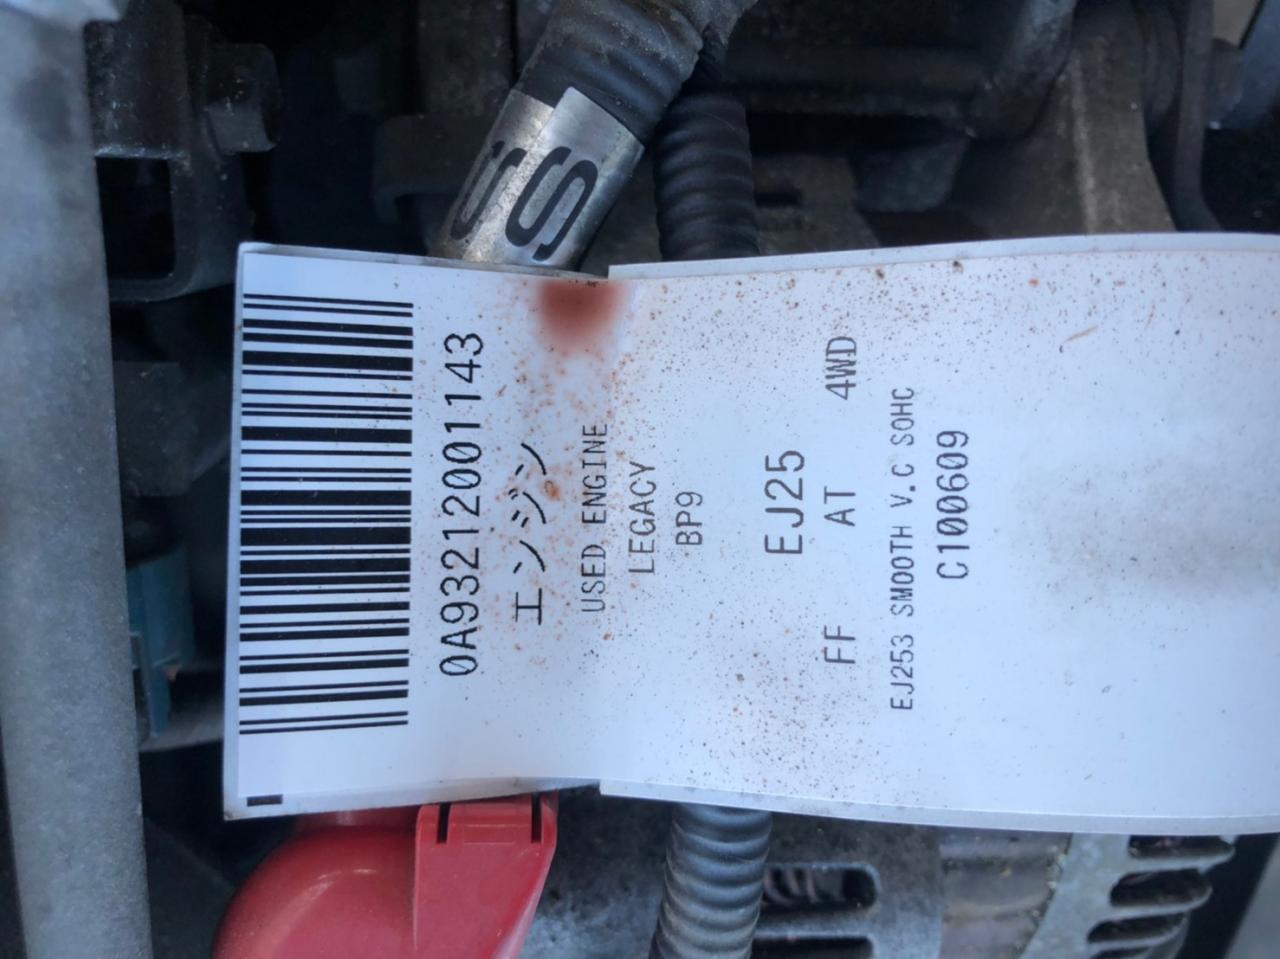 0A93212001143
エンジン
USED ENGINE
LEGACY
BP9
EJ25
FF AT 4WD
EJ253 SMOOTH V.C SOHC
C100609